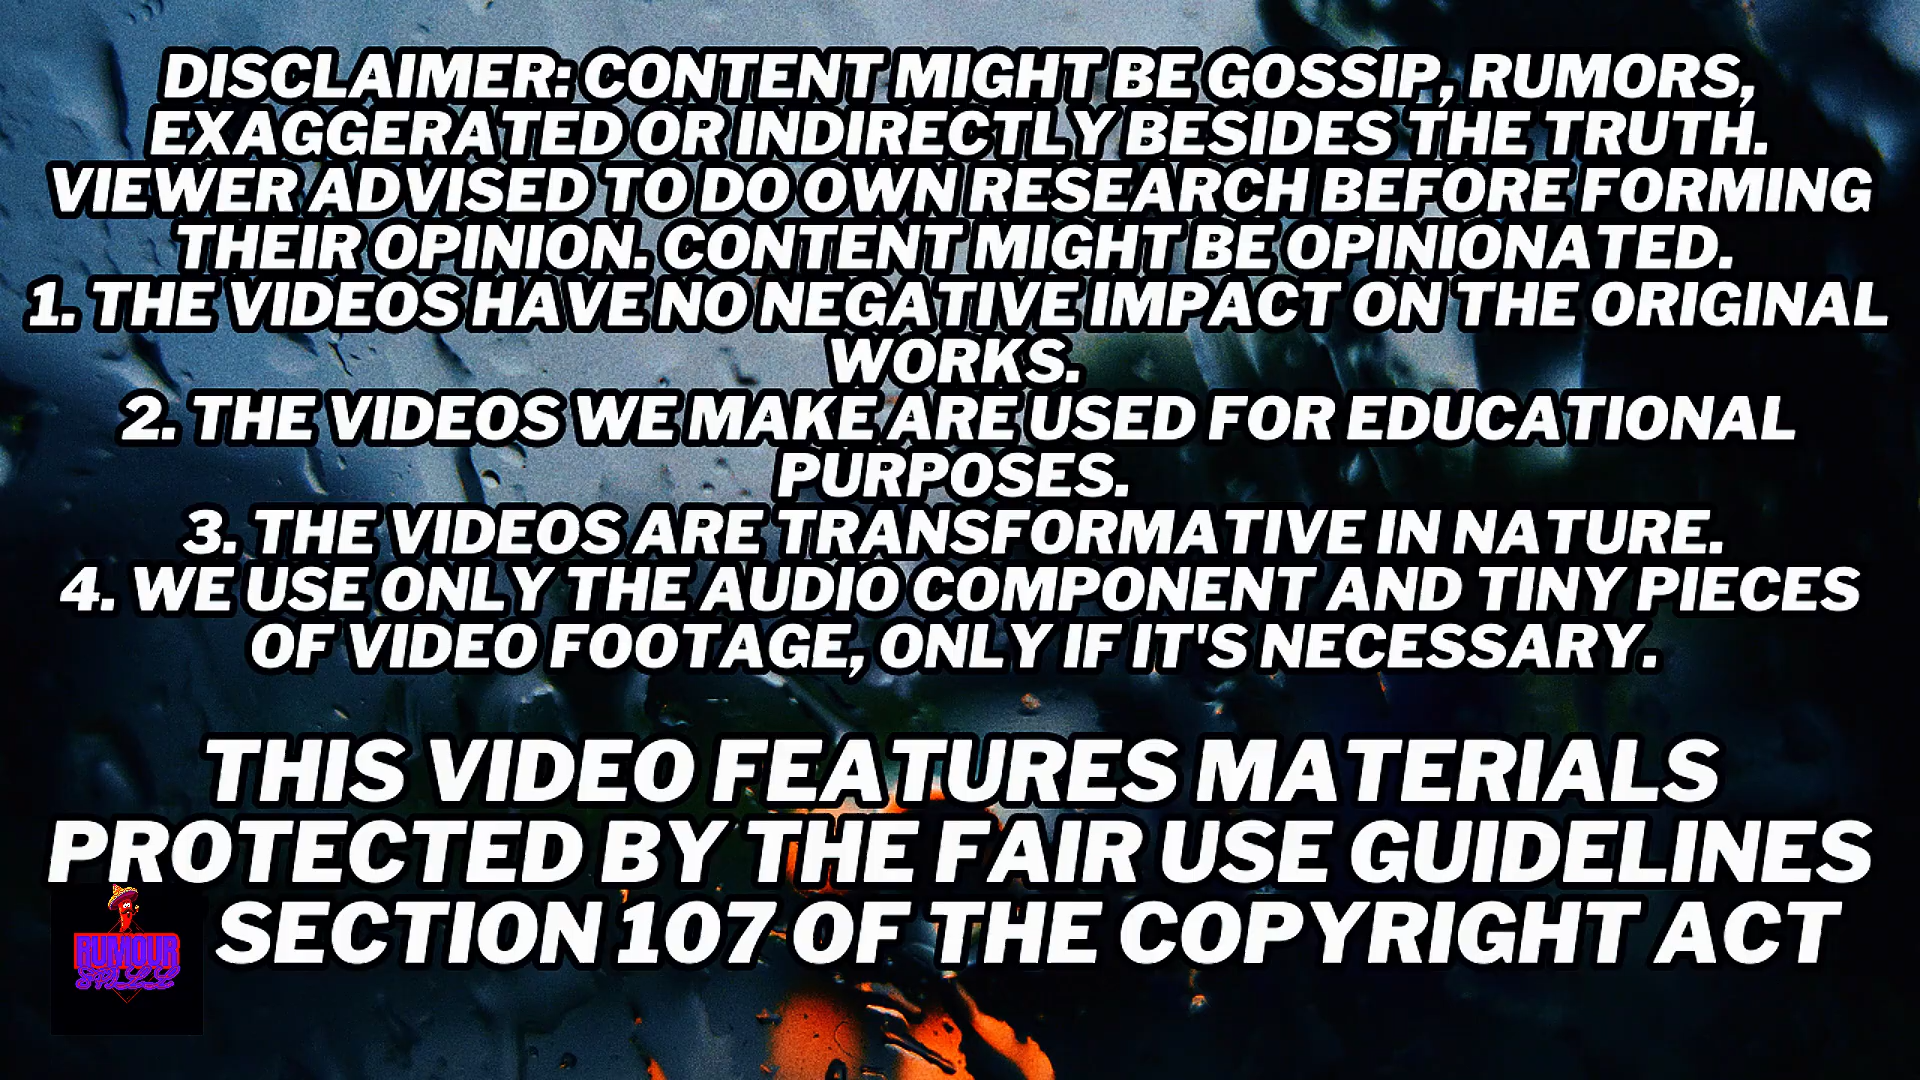 DISCLAIMER: CONTENT MIGHT BE GOSSIP, RUMORS,
EXAGGERATED OR INDIRECTLY BESIDES THE TRUTH.
VIEWER ADVISED TO DO OWN RESEARCH BEFORE FORMING
THEIR OPINION. CONTENT MIGHT BE OPINIONATED.
1. THE VIDEOS HAVE NO NEGATIVE IMPACT ON THE ORIGINAL
WORKS.
2. THE VIDEOS WE MAKE ARE USED FOR EDUCATIONAL
PURPOSES.
3. THE VIDEOS ARE TRANSFORMATIVE IN NATURE.
4. WE USE ONLY THE AUDIO COMPONENT AND TINY PIECES
OF VIDEO FOOTAGE, ONLY IF IT'S NECESSARY.
THIS VIDEO FEATURES MATERIALS
PROTECTED BY THE FAIR USE GUIDELINES
SECTION 107 OF THE COPYRIGHT ACT
RUMOUR
SPILL